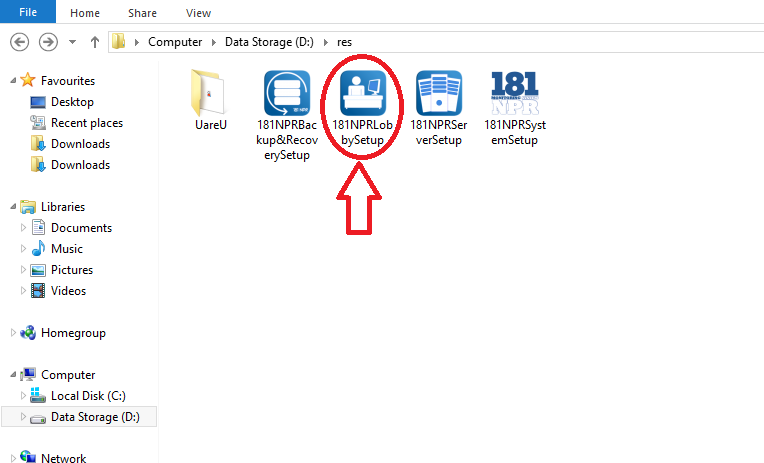 File Home Share View
Computer Data Storage (D:) res
Favourites
Desktop
Recent places
Downloads
Downloads
Libraries
Documents
Music
Pictures
Videos
Homegroup
Computer
Local Disk (C:)
Data Storage (D:)
Network
UareU
181NPRBac
kup&Recov
erySetup
181NPRLob
bySetup
181NPRSer
verSetup
181
NPR
181NPRSyst
emSetup